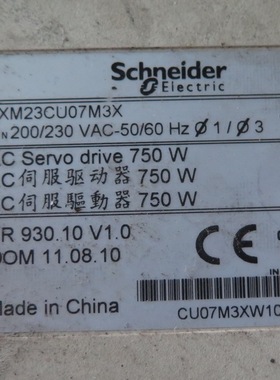 Schneider
Electric
XM23CU07M3X
N 200/230 VAC-50/60 Hz Ø 1 / Ø 3
C Servo drive 750 W
C伺服驱动器 750 W
C伺服驅動器 750 W
R 930.10 V1.0
DOM 11.08.10
CE
IN
Made in China
CU07M3XW10